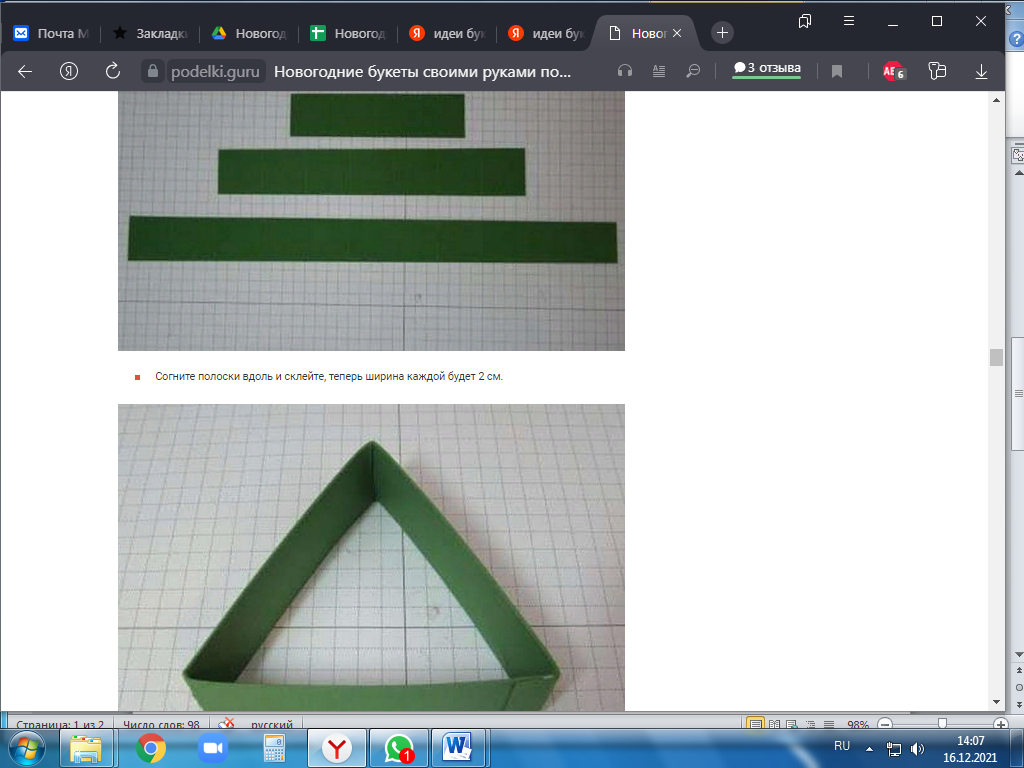 Почта М
Закладки
Новогод
Новогод
Я идеи бук
Я идеи бук
Новог
Я podelki.guru Новогодние букеты своими руками по...
3 отзыва
6
Согните полоски вдоль и склейте, теперь ширина каждой будет 2 см.
Страница: 1 из 2 Число слов: 98 русский 98%
Y 1 W
RU 14:07
16.12.2021